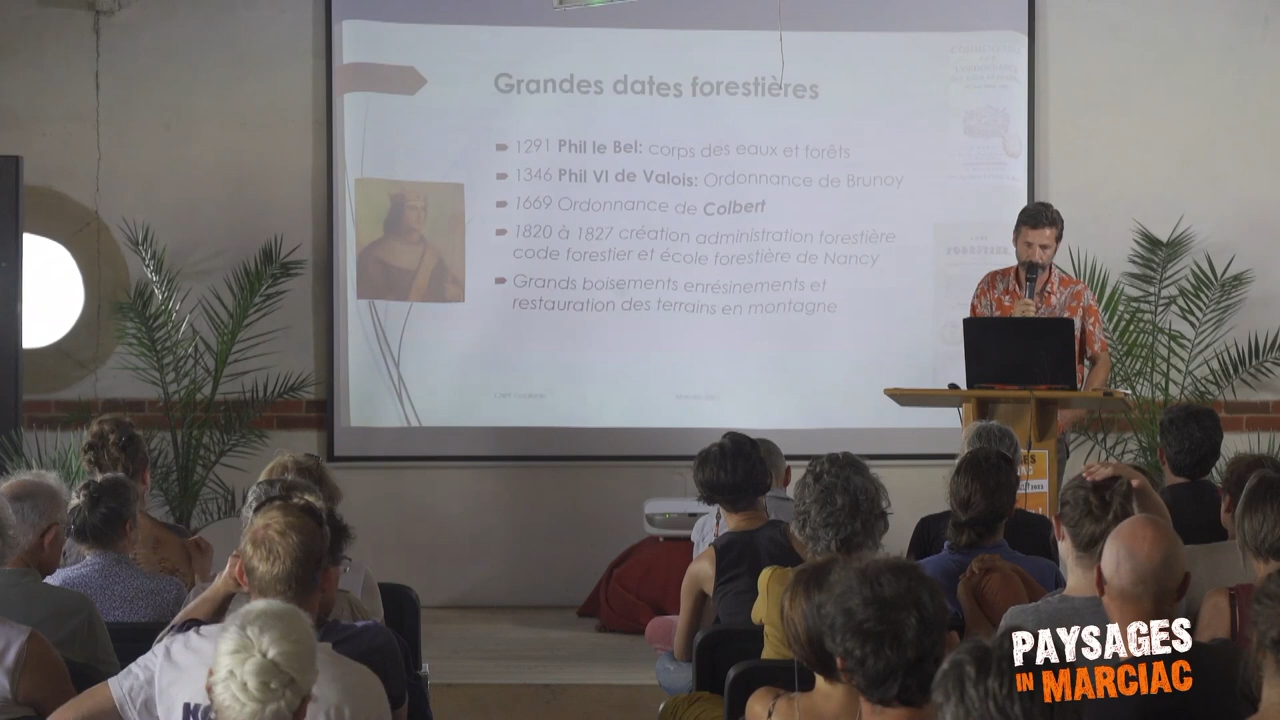 Grandes dates forestières
1291 Phil le Bel: corps des eaux et forêts
1346 Phil VI de Valois: Ordonnance de Brunoy
1669 Ordonnance de Colbert
1820 à 1827 création administration forestière
code forestier et école forestière de Nancy
Grands boisements enrésinements et
restauration des terrains en montagne
PAYSAGES
IN MARCIAC